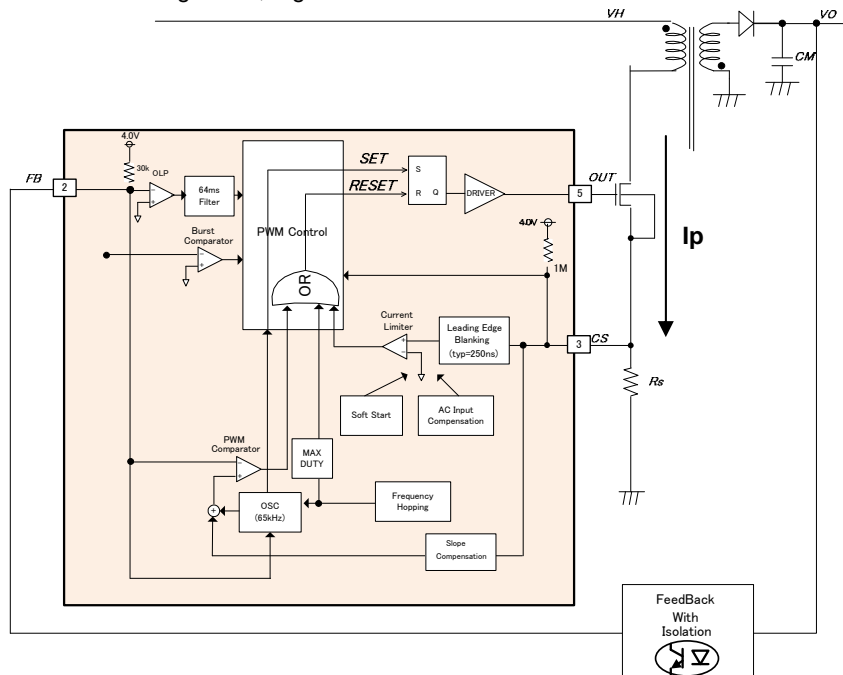 VH
VO
CM
4.0V
30k
OLP
FB
2
64ms
Filter
SET
RESET
S
R
Q
DRIVER
5
OUT
4.0V
1M
Ip
Burst
Comparator
PWM Control
OR
Current
Limiter
Leading Edge
Blanking
(typ=250ns)
3
CS
Rs
Soft Start
AC Input
Compensation
PWM
Comparator
MAX
DUTY
OSC
(65kHz)
Frequency
Hopping
Slope
Compensation
FeedBack
With
Isolation